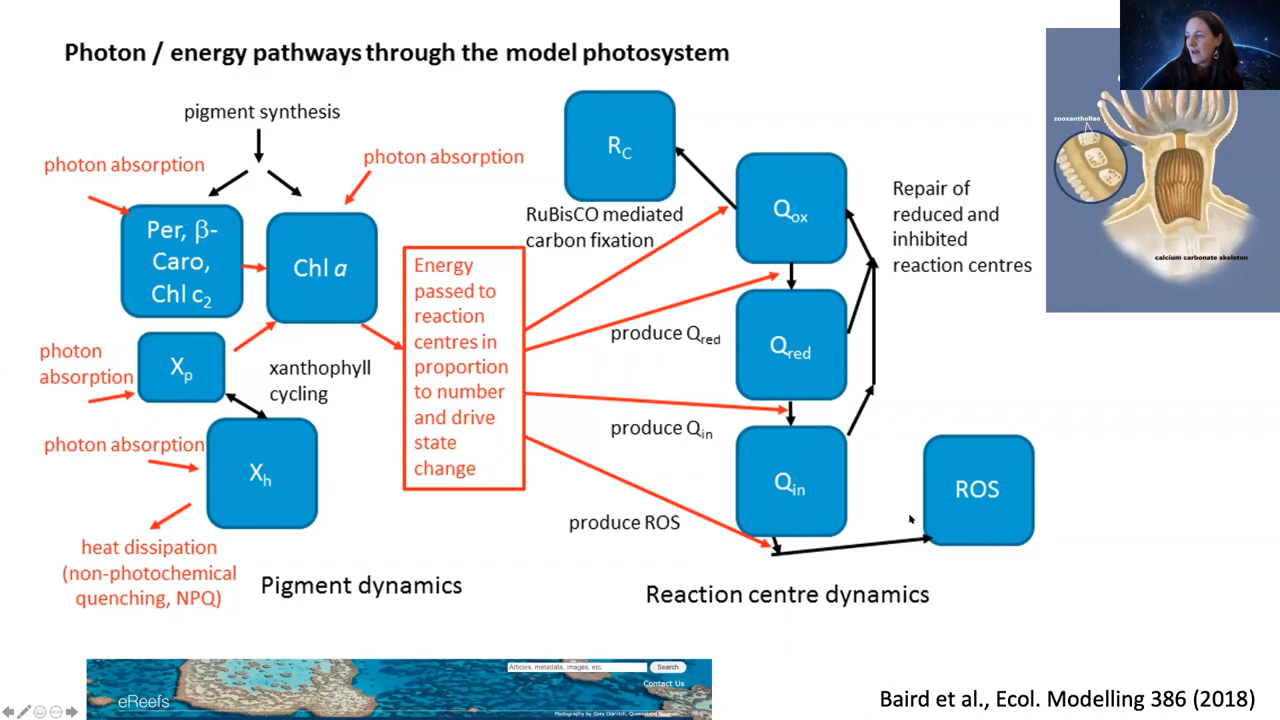 Photon / energy pathways through the model photosystem
pigment synthesis
photon absorption
photon absorption
Per, β-
Caro,
Chl c₂
Chl a
Xₚ
photon
absorption
xanthophyll
cycling
photon absorption
Xₕ
heat dissipation
(non-photochemical
quenching, NPQ)
Pigment dynamics
Energy
passed to
reaction
centres in
proportion
to number
and drive
state
change
R_C
RuBisCO mediated
carbon fixation
Q_ox
produce Q_red
Q_red
produce Q_in
Q_in
produce ROS
ROS
Repair of
reduced and
inhibited
reaction centres
Reaction centre dynamics
zooxanthellae
calcium carbonate skeleton
Articles, metadata, images, etc.
Search
Contact Us
eReefs
Baird et al., Ecol. Modelling 386 (2018)